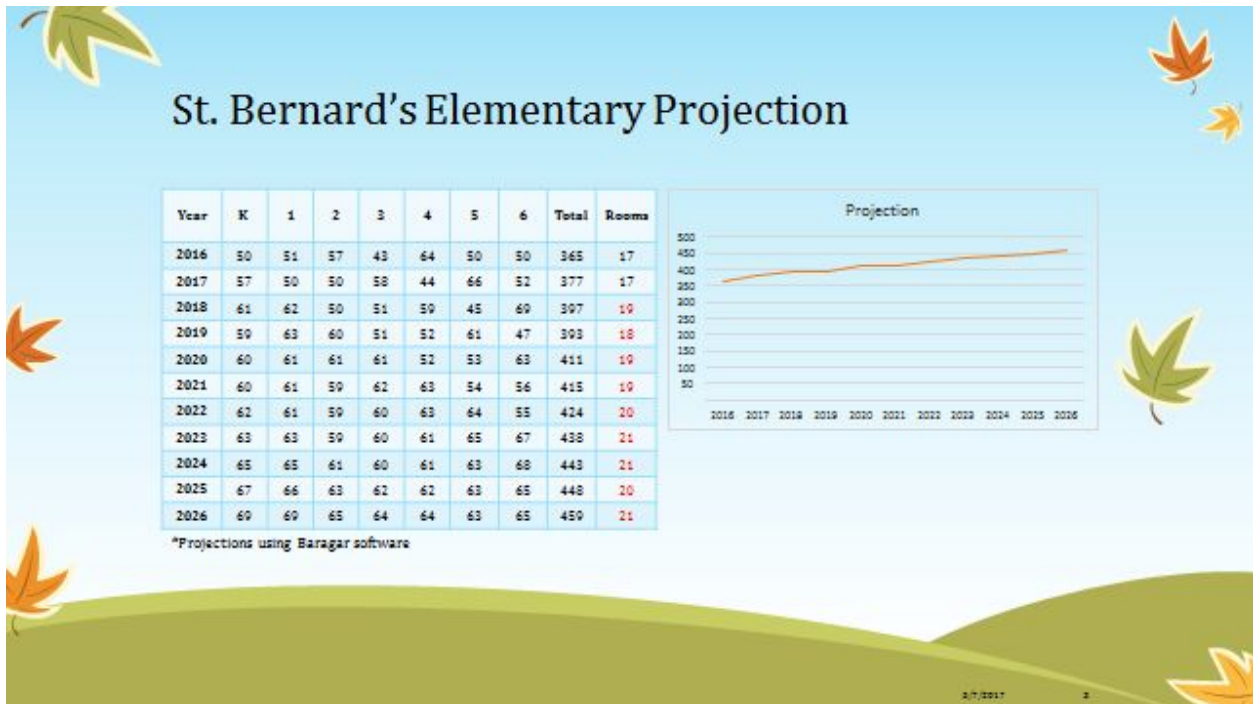 St. Bernard's Elementary Projection
Year K 1 2 3 4 5 6 Total Rooms
2016 50 51 57 43 64 50 50 365 17
2017 57 50 50 58 44 66 52 377 17
2018 61 62 50 51 59 45 69 397 19
2019 59 63 60 51 52 61 47 393 18
2020 60 61 61 61 52 53 63 411 19
2021 60 61 59 62 63 54 56 415 19
2022 62 61 59 60 63 64 55 424 20
2023 63 63 59 60 61 65 67 438 21
2024 65 65 61 60 61 63 68 443 21
2025 67 66 63 62 62 63 65 448 20
2026 69 69 65 64 64 63 65 459 21
*Projections using Baragar software
Projection
500
450
400
350
300
250
200
150
100
50
2016 2017 2018 2019 2020 2021 2022 2023 2024 2025 2026